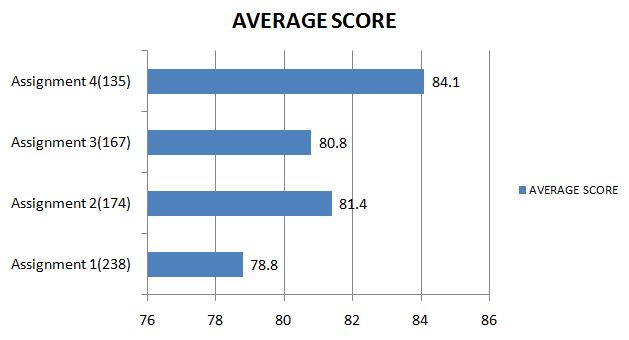 AVERAGE SCORE
Assignment 4(135)
84.1
Assignment 3(167)
80.8
Assignment 2(174)
81.4
AVERAGE SCORE
Assignment 1(238)
78.8
76 78 80 82 84 86